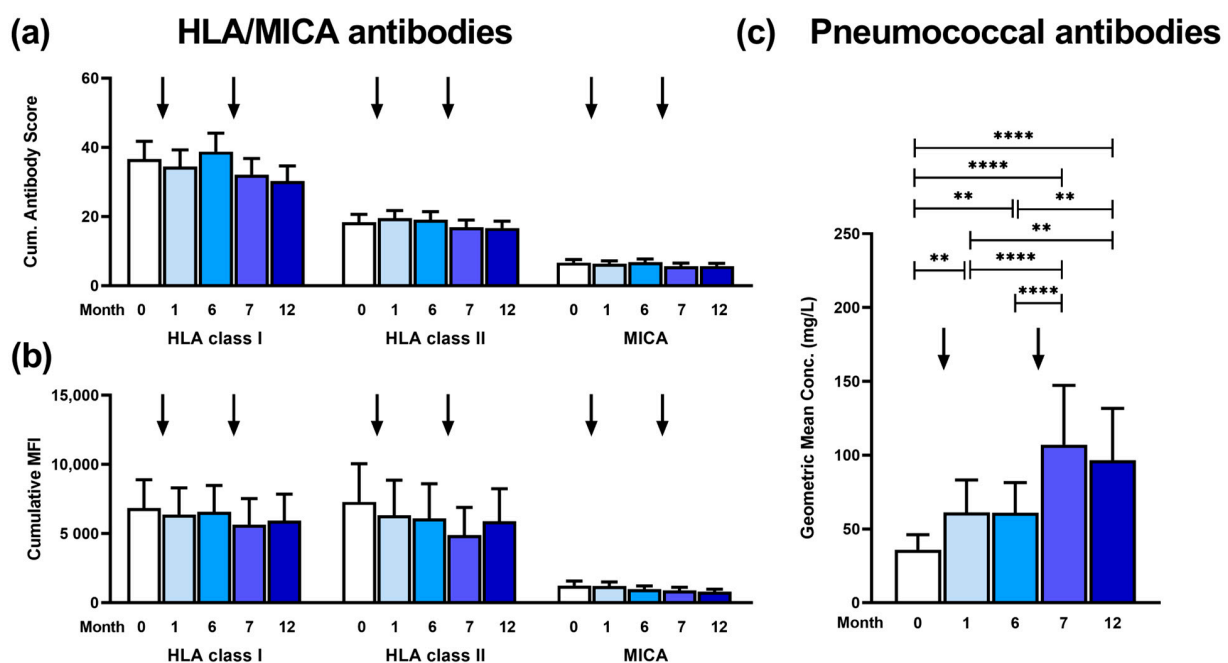 (a) HLA/MICA antibodies
Cum. Antibody Score
60
40
20
0
Month 0 1 6 7 12 0 1 6 7 12 0 1 6 7 12
HLA class I HLA class II MICA
(b)
Cumulative MFI
15,000
10,000
5 000
0
Month 0 1 6 7 12 0 1 6 7 12 0 1 6 7 12
HLA class I HLA class II MICA
(c) Pneumococcal antibodies
****
****
** **
**
** ****
****
Geometric Mean Conc. (mg/L)
250
200
150
100
50
0
Month 0 1 6 7 12